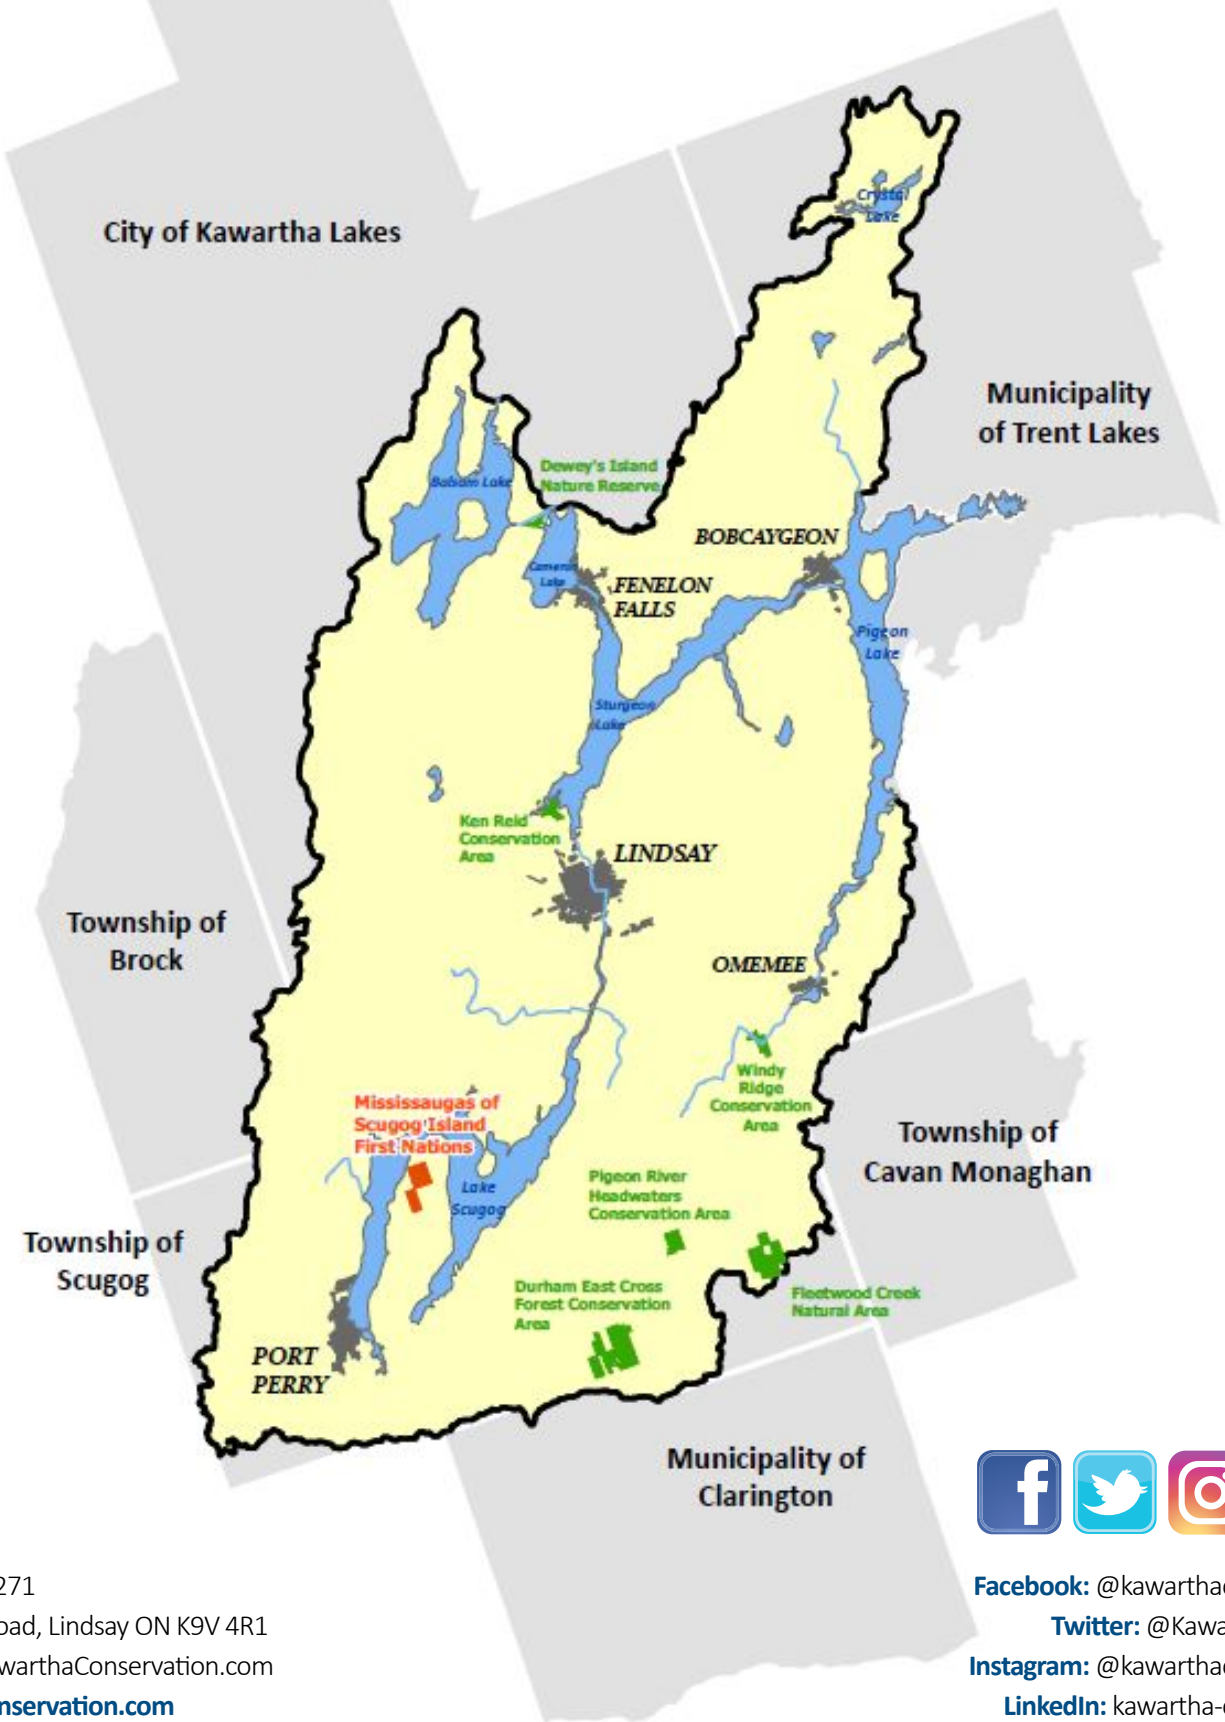 Crystal
Lake
City of Kawartha Lakes
Municipality
of Trent Lakes
Dewey's Island
Nature Reserve
Balsam Lake
BOBCAYGEON
Cameron
Lake
FENELON
FALLS
Pigeon
Lake
Sturgeon
Lake
Ken Reid
Conservation
Area
LINDSAY
Township of
Brock
OMEMEE
Windy
Ridge
Conservation
Area
Mississaugas of
Scugog Island
First Nations
Township of
Cavan Monaghan
Pigeon River
Headwaters
Conservation Area
Lake
Scugog
Township of
Scugog
Durham East Cross
Forest Conservation
Area
Fleetwood Creek
Natural Area
PORT
PERRY
Municipality of
Clarington
271
oad, Lindsay ON K9V 4R1
warthaConservation.com
nservation.com
Facebook: @kawartha
Twitter: @Kawa
Instagram: @kawartha
LinkedIn: kawartha-